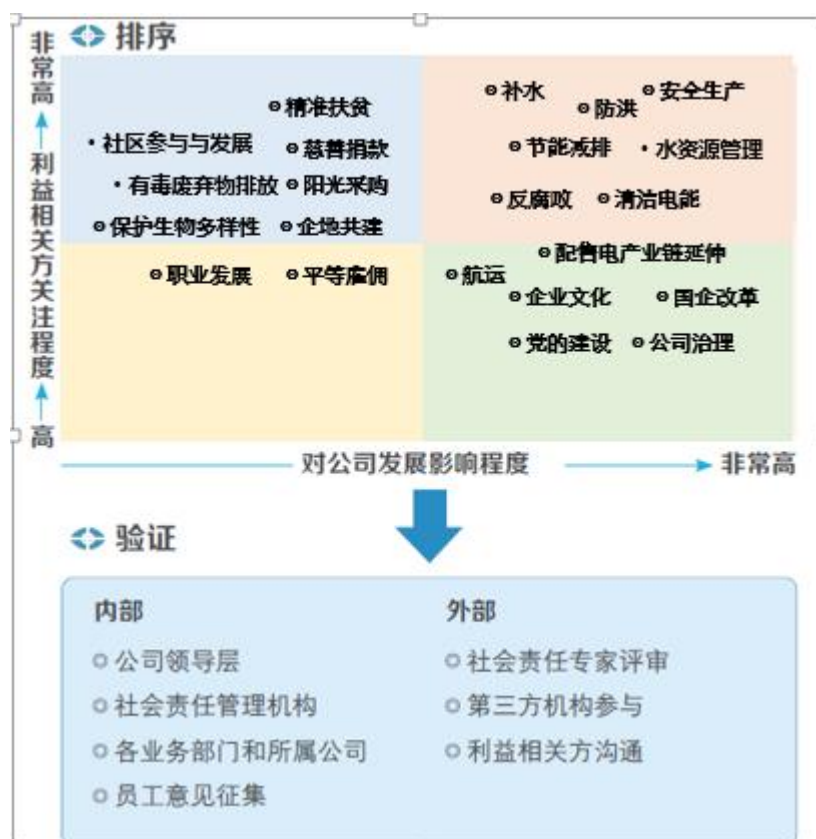 排序
非常高
利益相关方关注程度
高
精准扶贫
社区参与与发展
慈善捐款
有毒废弃物排放
阳光采购
保护生物多样性
企地共建
补水
防洪
安全生产
节能减排
水资源管理
反腐败
清洁电能
职业发展
平等雇佣
配售电产业链延伸
航运
企业文化
国企改革
党的建设
公司治理
对公司发展影响程度
非常高
验证
内部
公司领导层
社会责任管理机构
各业务部门和所属公司
员工意见征集
外部
社会责任专家评审
第三方机构参与
利益相关方沟通